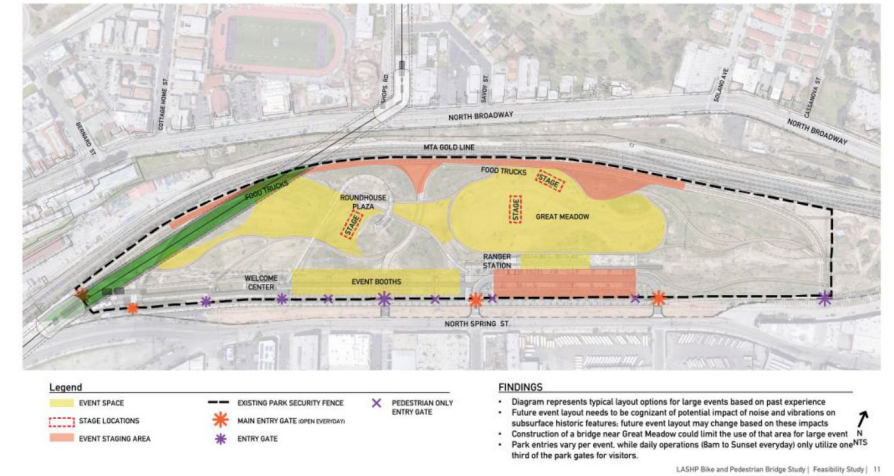 BERNARD ST.
COTTAGE HOME ST.
BISHOPS RD.
SAVOY ST.
SOLANO AVE
CASANOVA ST.
NORTH BROADWAY
NORTH BROADWAY
MTA GOLD LINE
FOOD TRUCKS
FOOD TRUCKS
STAGE
ROUNDHOUSE
PLAZA
STAGE
STAGE
GREAT MEADOW
RANGER
STATION
WELCOME
CENTER
EVENT BOOTHS
NORTH SPRING ST.
Legend
EVENT SPACE
STAGE LOCATIONS
EVENT STAGING AREA
EXISTING PARK SECURITY FENCE
MAIN ENTRY GATE (OPEN EVERYDAY)
ENTRY GATE
PEDESTRIAN ONLY
ENTRY GATE
FINDINGS
• Diagram represents typical layout options for large events based on past experience
• Future event layout needs to be cognizant of potential impact of noise and vibrations on
subsurface historic features; future event layout may change based on these impacts
• Construction of a bridge near Great Meadow could limit the use of that area for large event
• Park entries vary per event, while daily operations (8am to Sunset everyday) only utilize one
third of the park gates for visitors.
N
NTS
LASHP Bike and Pedestrian Bridge Study | Feasibility Study | 11